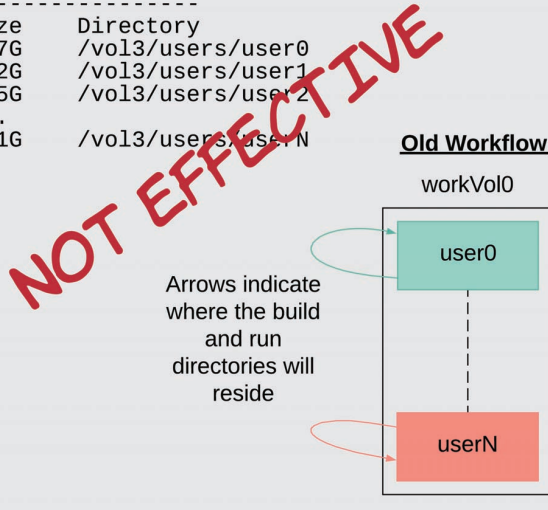 ze Directory
7G /vol3/users/user0
2G /vol3/users/user1
5G /vol3/users/user2
.
1G /vol3/users/userN
NOT EFFECTIVE
Old Workflow
workVol0
user0
Arrows indicate
where the build
and run
directories will
reside
userN